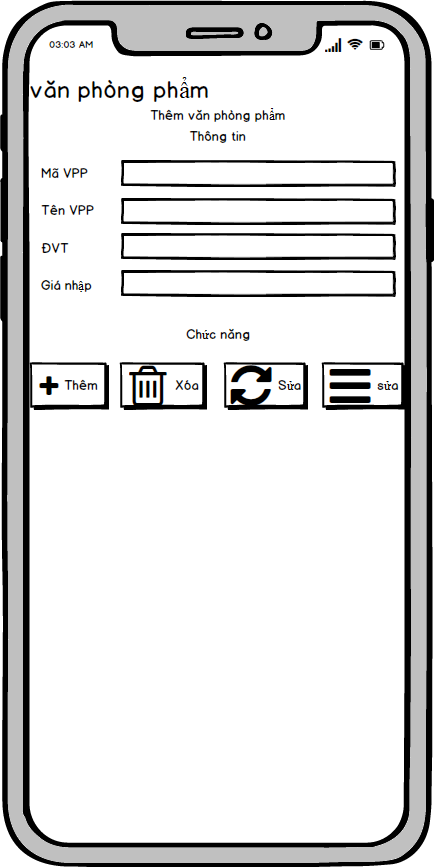 03:03 AM
văn phòng phẩm
Thêm văn phòng phẩm
Thông tin
Mã VPP
Tên VPP
ĐVT
Giá nhập
Chức năng
Thêm Xóa Sửa sửa